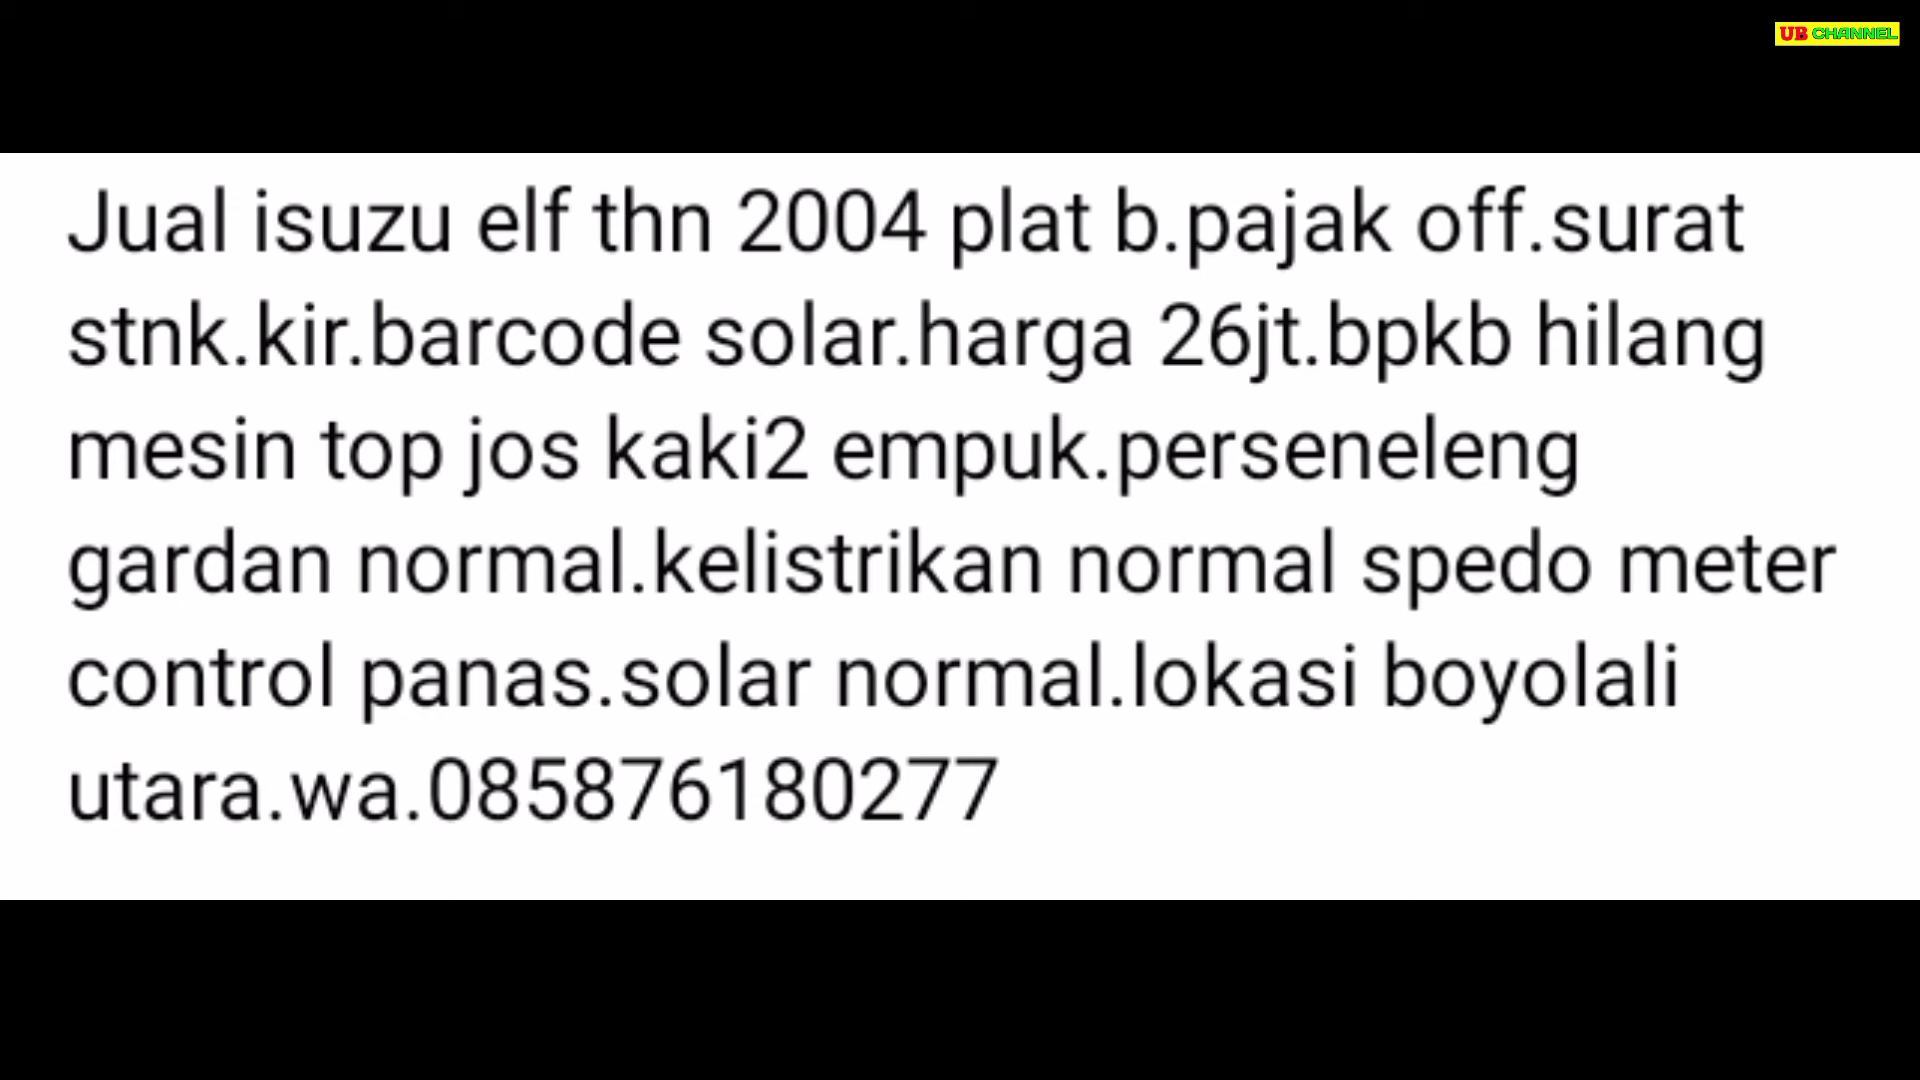 UB CHANNEL
Jual isuzu elf thn 2004 plat b.pajak off.surat
stnk.kir.barcode solar.harga 26jt.bpkb hilang
mesin top jos kaki2 empuk.perseneleng
gardan normal.kelistrikan normal spedo meter
control panas.solar normal.lokasi boyolali
utara.wa.085876180277